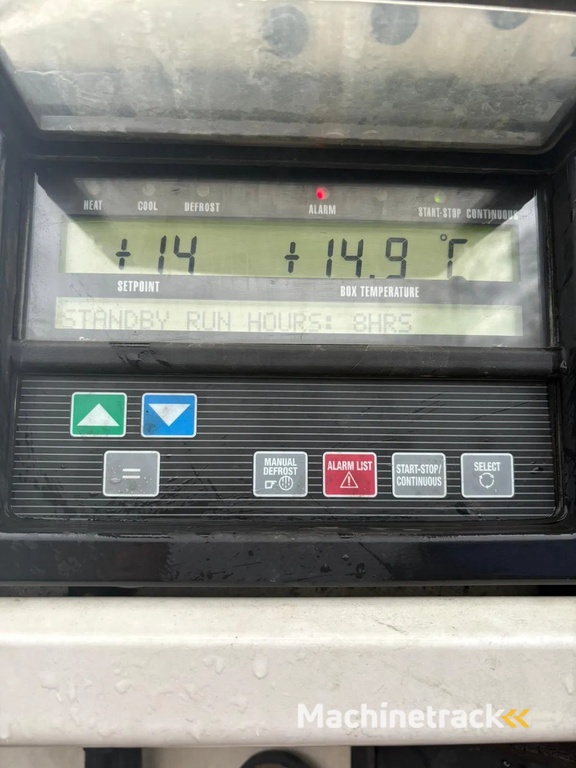 HEAT COOL DEFROST ALARM START-STOP CONTINUOUS
+14 +14.9 °C
SETPOINT BOX TEMPERATURE
STANDBY RUN HOURS: 8HRS
=
MANUAL DEFROST
ALARM LIST
START-STOP/ CONTINUOUS
SELECT
Machinetrack